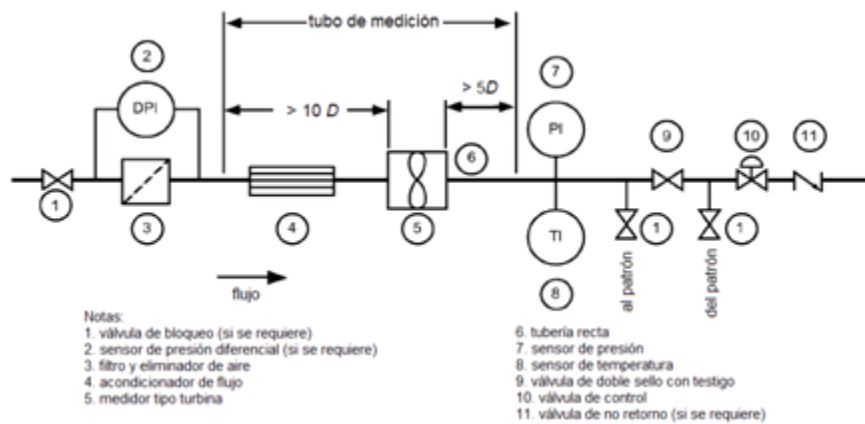 tubo de medición
2
7
> 5D
DPI
> 10 D
PI
9
10
11
6
1
3
4
5
TI
1
1
8
al patrón
del patrón
flujo
Notas:
1. válvula de bloqueo (si se requiere)
2. sensor de presión diferencial (si se requiere)
3. filtro y eliminador de aire
4. acondicionador de flujo
5. medidor tipo turbina
6. tubería recta
7. sensor de presión
8. sensor de temperatura
9. válvula de doble sello con testigo
10. válvula de control
11. válvula de no retorno (si se requiere)